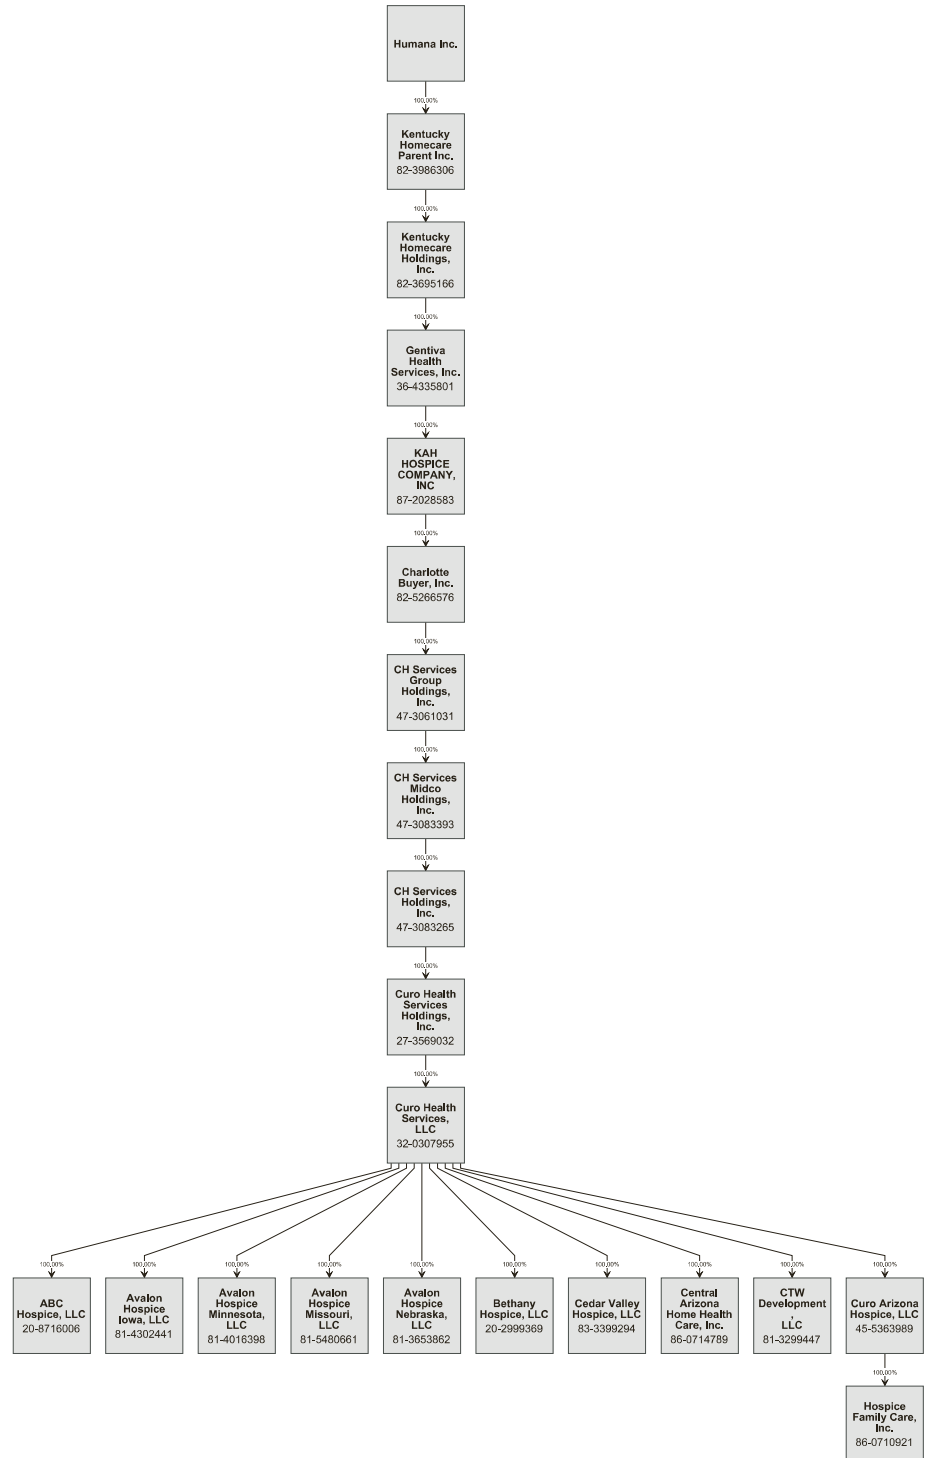 Humana Inc.
100.00%
Kentucky
Homecare
Parent Inc.
82-3986306
100.00%
Kentucky
Homecare
Holdings,
Inc.
82-3695166
100.00%
Gentiva
Health
Services, Inc.
36-4335801
100.00%
KAH
HOSPICE
COMPANY,
INC
87-2028583
100.00%
Charlotte
Buyer, Inc.
82-5266576
100.00%
CH Services
Group
Holdings,
Inc.
47-3061031
100.00%
CH Services
Midco
Holdings,
Inc.
47-3083393
100.00%
CH Services
Holdings,
Inc.
47-3083265
100.00%
Curo Health
Services
Holdings,
Inc.
27-3569032
100.00%
Curo Health
Services,
LLC
32-0307955
100.00%
ABC
Hospice, LLC
20-8716006
100.00%
Avalon
Hospice
Iowa, LLC
81-4302441
100.00%
Avalon
Hospice
Minnesota,
LLC
81-4016398
100.00%
Avalon
Hospice
Missouri,
LLC
81-5480661
100.00%
Avalon
Hospice
Nebraska,
LLC
81-3653862
100.00%
Bethany
Hospice, LLC
20-2999369
100.00%
Cedar Valley
Hospice, LLC
83-3399294
100.00%
Central
Arizona
Home Health
Care, Inc.
86-0714789
100.00%
CTW
Development
,
LLC
81-3299447
100.00%
Curo Arizona
Hospice, LLC
45-5363989
100.00%
Hospice
Family Care,
Inc.
86-0710921